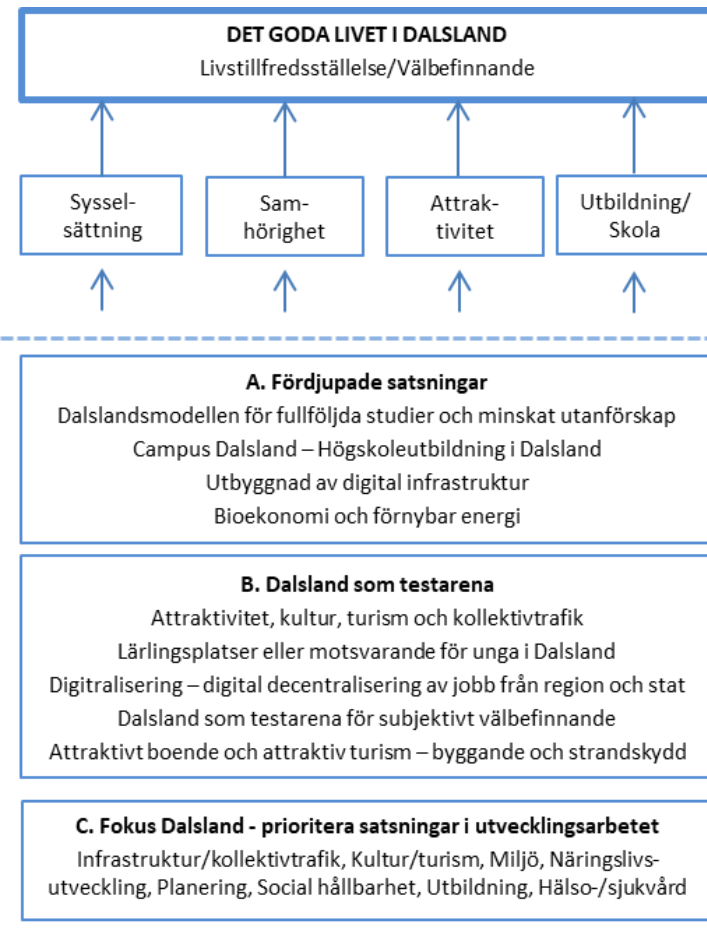 DET GODA LIVET I DALSLAND
Livstillfredsställelse/Välbefinnande
Syssel-
sättning
Sam-
hörighet
Attrak-
tivitet
Utbildning/
Skola
A. Fördjupade satsningar
Dalslandsmodellen för fullföljda studier och minskat utanförskap
Campus Dalsland – Högskoleutbildning i Dalsland
Utbyggnad av digital infrastruktur
Bioekonomi och förnybar energi
B. Dalsland som testarena
Attraktivitet, kultur, turism och kollektivtrafik
Lärlingsplatser eller motsvarande för unga i Dalsland
Digitralisering – digital decentralisering av jobb från region och stat
Dalsland som testarena för subjektivt välbefinnande
Attraktivt boende och attraktiv turism – byggande och strandskydd
C. Fokus Dalsland - prioritera satsningar i utvecklingsarbetet
Infrastruktur/kollektivtrafik, Kultur/turism, Miljö, Näringslivs-
utveckling, Planering, Social hållbarhet, Utbildning, Hälso-/sjukvård